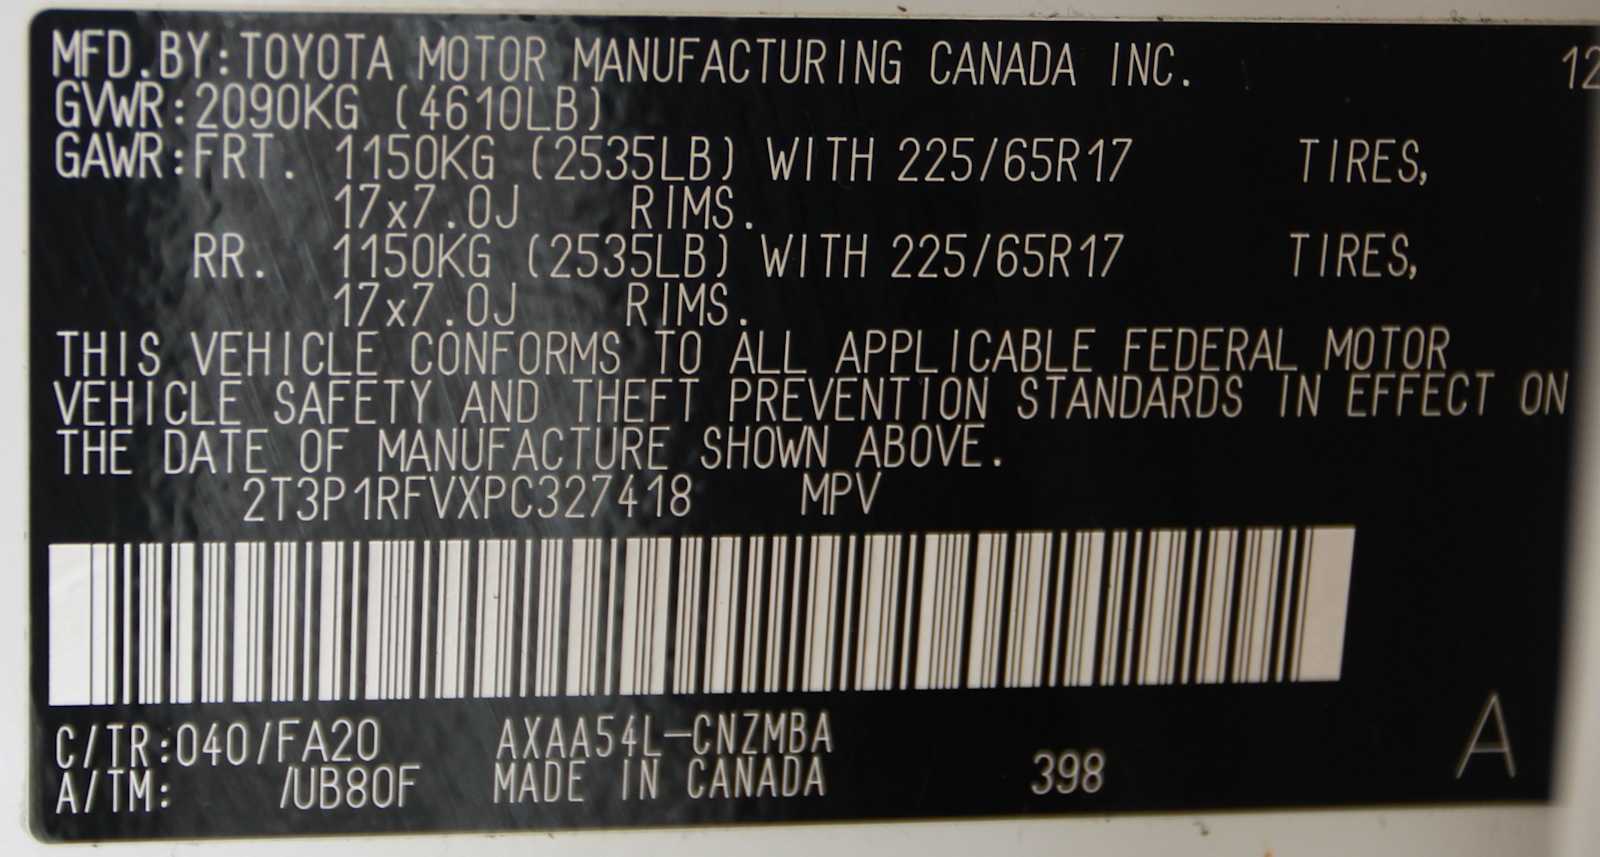 MFD.BY:TOYOTA MOTOR MANUFACTURING CANADA INC. 12
GVWR:2090KG (4610LB)
GAWR:FRT. 1150KG (2535LB) WITH 225/65R17 TIRES,
17x7.0J RIMS.
RR. 1150KG (2535LB) WITH 225/65R17 TIRES,
17x7.0J RIMS.
THIS VEHICLE CONFORMS TO ALL APPLICABLE FEDERAL MOTOR
VEHICLE SAFETY AND THEFT PREVENTION STANDARDS IN EFFECT ON
THE DATE OF MANUFACTURE SHOWN ABOVE.
2T3P1RFVXPC327418 MPV
C/TR:040/FA20 AXAA54L-CNZMBA
A/TM: /UB80F MADE IN CANADA 398 A